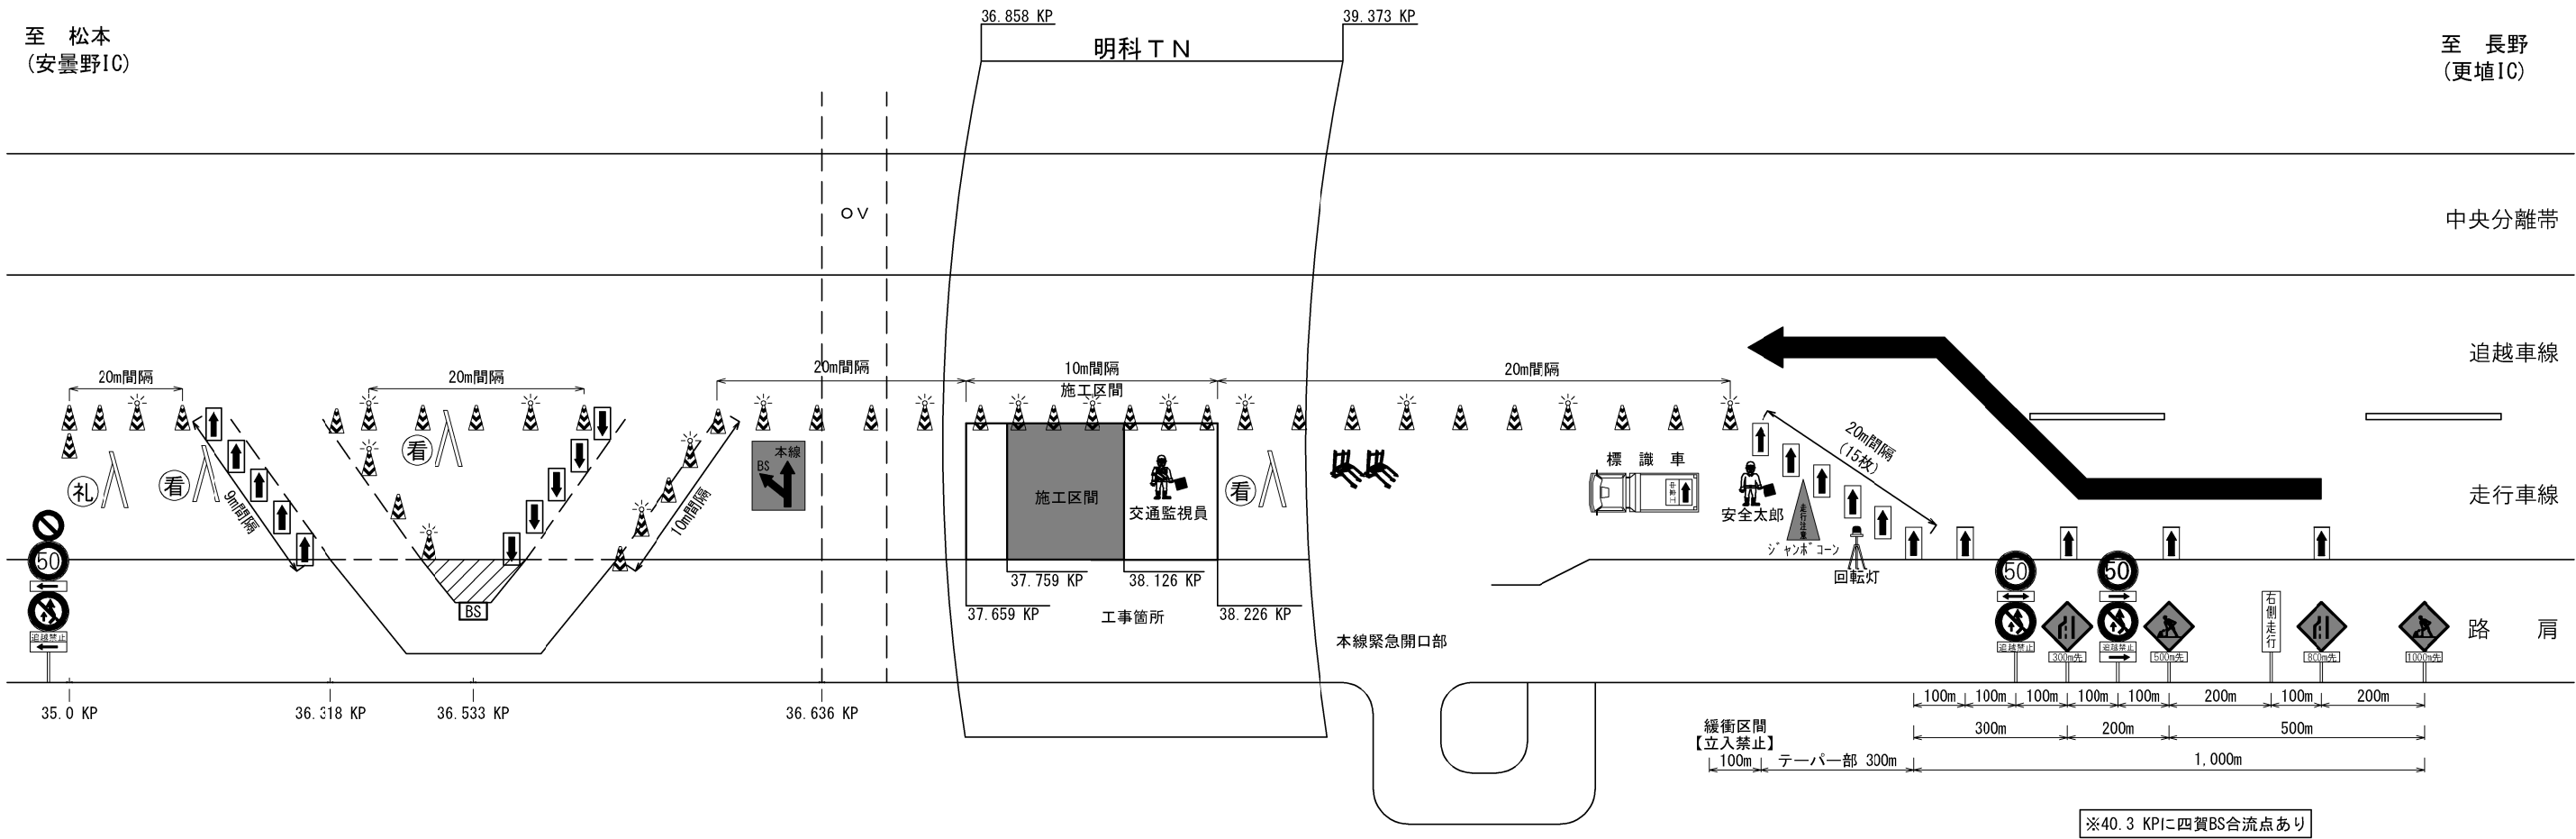 至 松本
(安曇野IC)
36.858 KP
39.373 KP
明科TN
至 長野
(更埴IC)
OV
中央分離帯
追越車線
走行車線
路 肩
20m間隔
20m間隔
20m間隔
10m間隔
施工区間
20m間隔
20m間隔
(15枚)
礼
看
看
看
9m間隔
10m間隔
本線
BS
施工区間
交通監視員
標識車
安全太郎
走行注意
ジャンボコーン
回転灯
50
追越禁止
BS
37.759 KP
38.126 KP
37.659 KP
工事箇所
38.226 KP
本線緊急開口部
50
追越禁止
300m先
50
追越禁止
500m先
右側走行
800m先
1000m先
35.0 KP
36.318 KP
36.533 KP
36.636 KP
100m
100m
100m
100m
100m
200m
100m
200m
300m
200m
500m
緩衝区間
【立入禁止】
100m
テーパー部 300m
1,000m
※40.3 KPに四賀BS合流点あり